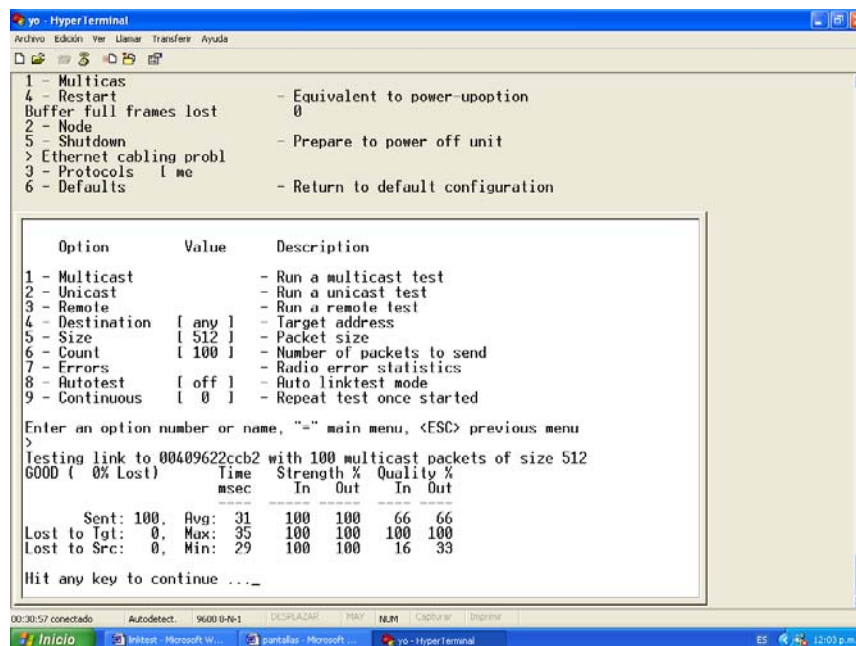 yo - HyperTerminal
Archivo Edición Ver Llamar Transferir Ayuda
1 - Multicas
4 - Restart - Equivalent to power-upoption
Buffer full frames lost 0
2 - Node
5 - Shutdown - Prepare to power off unit
> Ethernet cabling probl
3 - Protocols [ me
6 - Defaults - Return to default configuration
Option Value Description
1 - Multicast - Run a multicast test
2 - Unicast - Run a unicast test
3 - Remote - Run a remote test
4 - Destination [ any ] - Target address
5 - Size [ 512 ] - Packet size
6 - Count [ 100 ] - Number of packets to send
7 - Errors - Radio error statistics
8 - Autotest [ off ] - Auto linktest mode
9 - Continuous [ 0 ] - Repeat test once started
Enter an option number or name, "=" main menu, <ESC> previous menu
>
Testing link to 00409622ccb2 with 100 multicast packets of size 512
GOOD ( 0% Lost) Time Strength % Quality %
msec In Out In Out
---- ----- ----- ---- ----
Sent: 100, Avg: 31 100 100 66 66
Lost to Tgt: 0, Max: 35 100 100 100 100
Lost to Src: 0, Min: 29 100 100 16 33
Hit any key to continue ..._
00:30:57 conectado Autodetect. 9600 8-N-1 DESPLAZAR MAY NUM Capturar Imprimir
Inicio linktest - Microsoft W... pantallas - Microsoft ... yo - HyperTerminal ES 12:03 p.m.